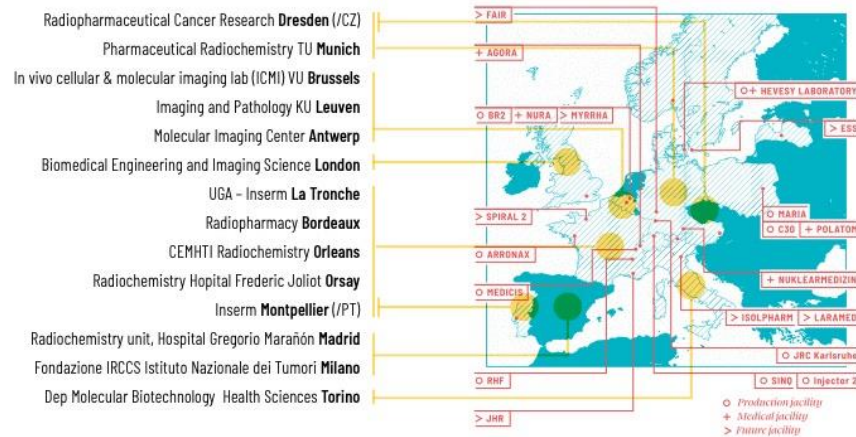 Radiopharmaceutical Cancer Research Dresden (/CZ)
Pharmaceutical Radiochemistry TU Munich
In vivo cellular & molecular imaging lab (ICMI) VU Brussels
Imaging and Pathology KU Leuven
Molecular Imaging Center Antwerp
Biomedical Engineering and Imaging Science London
UGA – Inserm La Tronche
Radiopharmacy Bordeaux
CEMHTI Radiochemistry Orleans
Radiochemistry Hopital Frederic Joliot Orsay
Inserm Montpellier (/PT)
Radiochemistry unit, Hospital Gregorio Marañón Madrid
Fondazione IRCCS Istituto Nazionale dei Tumori Milano
Dep Molecular Biotechnology Health Sciences Torino
> FAIR
+ AGORA
O+ HEVESY LABORATORY
O BR2 + NURA > MYRRHA
> ESS
> SPIRAL 2
O MARIA
O C30 + POLATOM
O ARRONAX
+ NUKLEARMEDIZIN
O MEDICIS
> ISOLPHARM > LARAMED
O JRC Karlsruhe
O RHF
O SINQ O Injector 2
> JHR
O Production facility
+ Medical facility
> Future facility